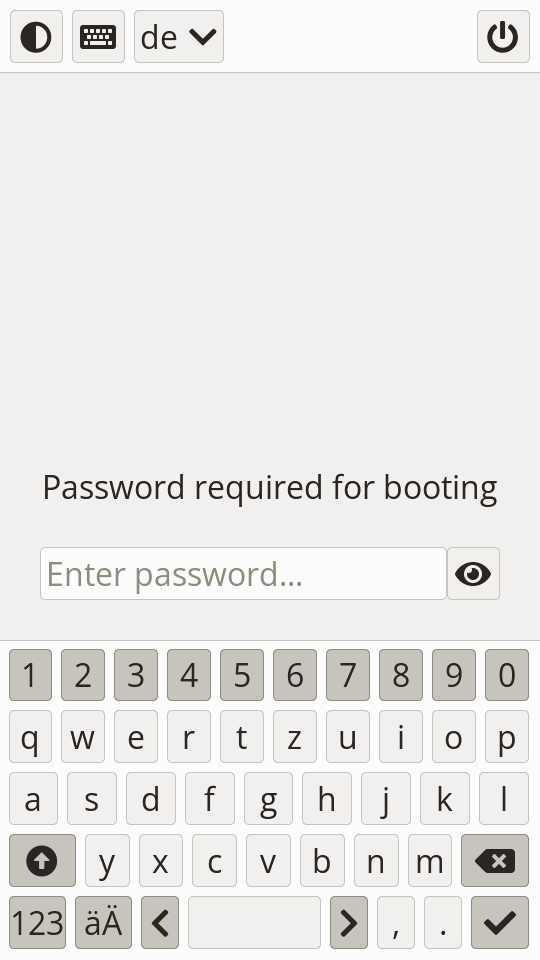 de
Password required for booting
Enter password...
1 2 3 4 5 6 7 8 9 0
q w e r t z u i o p
a s d f g h j k l
y x c v b n m
123 äÄ , .